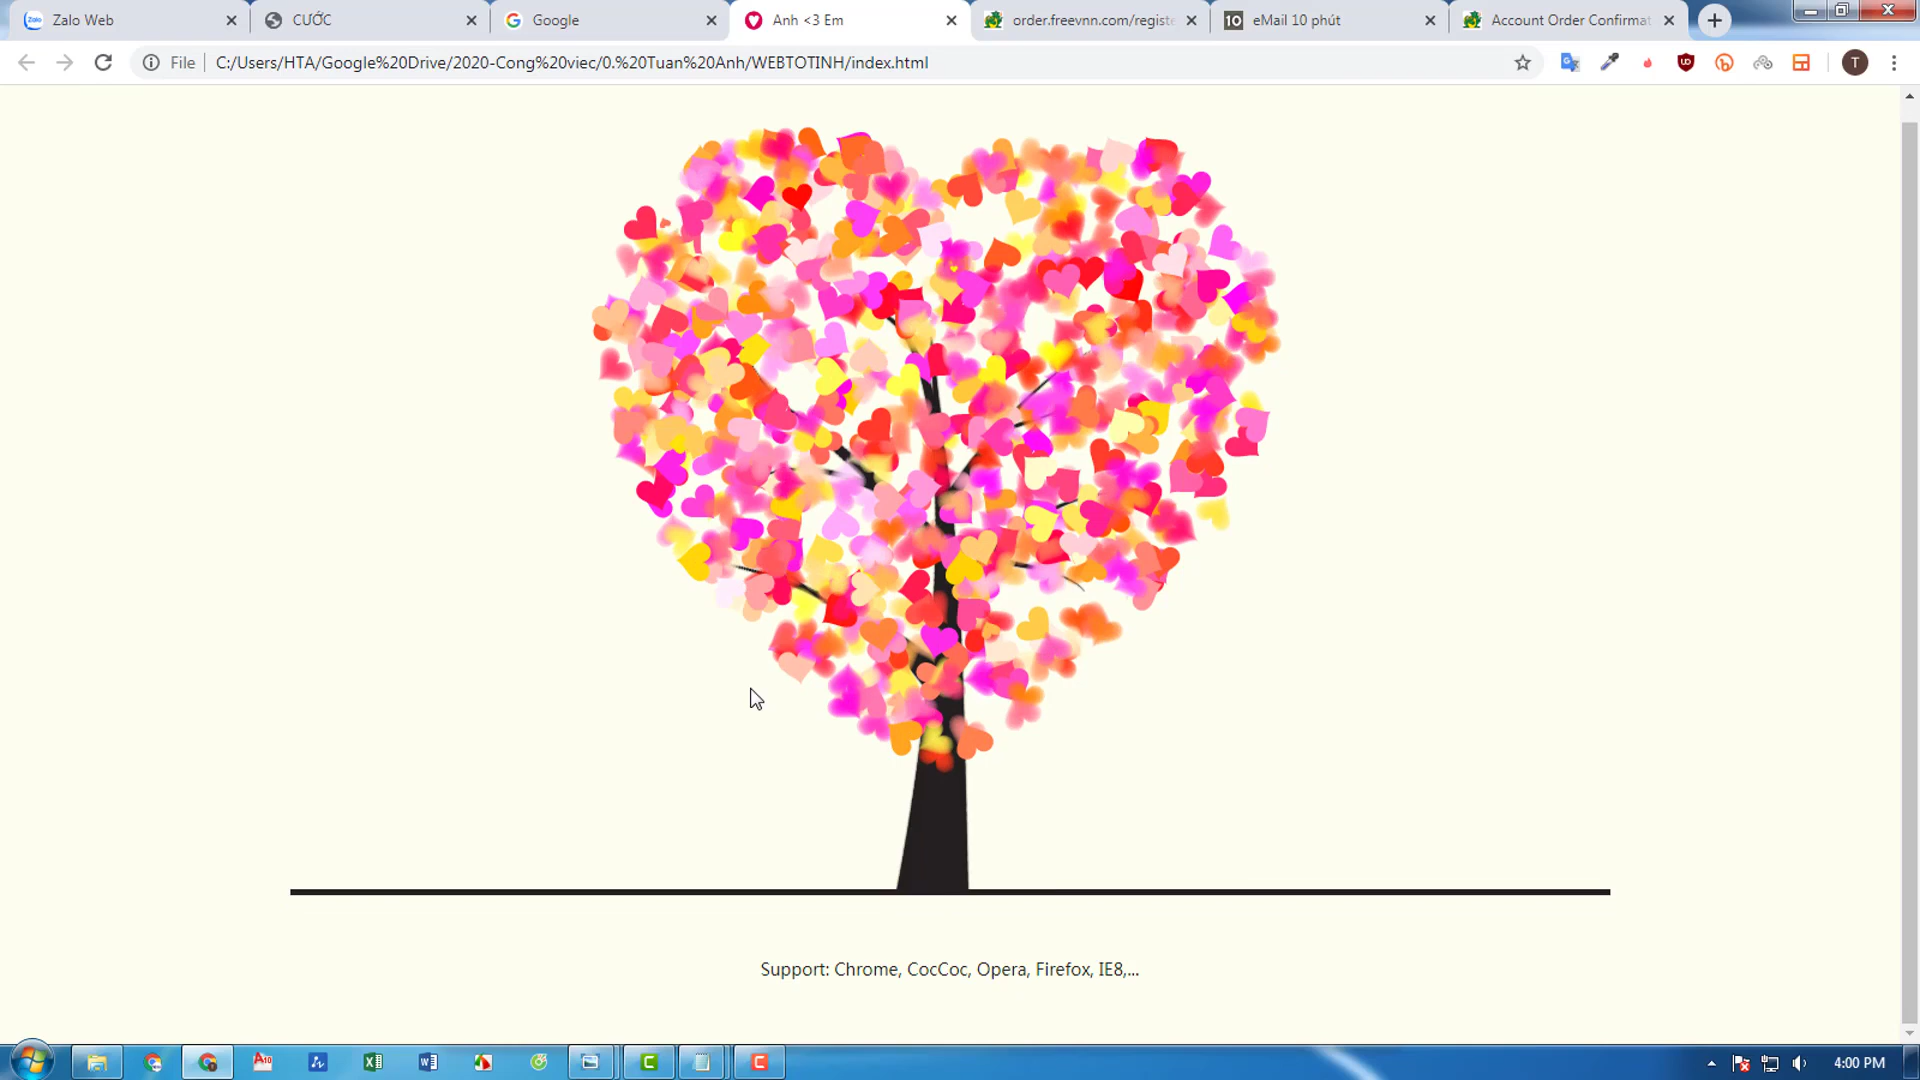 Zalo Web
CƯỚC
Google
Anh <3 Em
order.freevnn.com/registe
10
eMail 10 phút
Account Order Confirmat
File
C:/Users/HTA/Google%20Drive/2020-Cong%20viec/0.%20Tuan%20Anh/WEBTOTINH/index.html
T
Support: Chrome, CocCoc, Opera, Firefox, IE8,...
4:00 PM